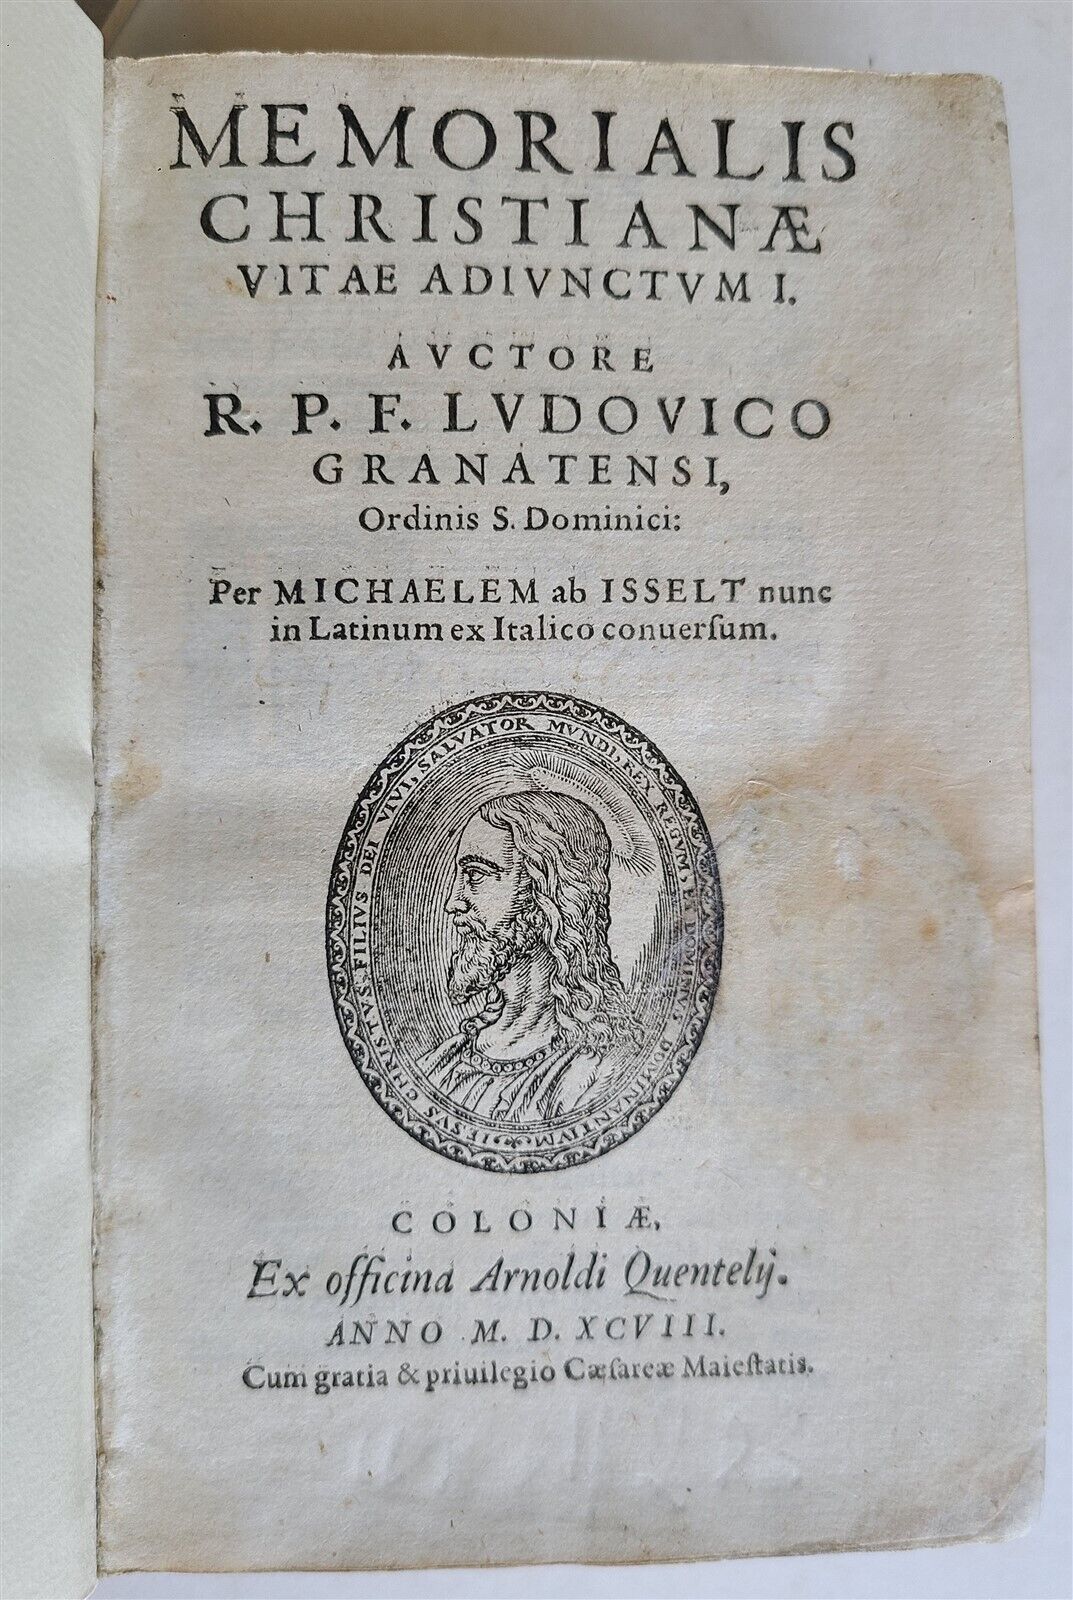 MEMORIALIS
CHRISTIANÆ
VITAE ADIVNCTVM I.
AVCTORE
R. P. F. LVDOVICO
GRANATENSI,
Ordinis S. Dominici:
Per MICHAELEM ab ISSELT nunc
in Latinum ex Italico conuerſum.
IESVS CHRISTVS FILIVS DEI VIVI, SALVATOR MVNDI, REX REGVM, ET DOMINVS DOMINANTIVM
COLONIÆ,
Ex officina Arnoldi Quentelij.
ANNO M. D. XCVIII.
Cum gratia & priuilegio Cæſareæ Maieſtatis.